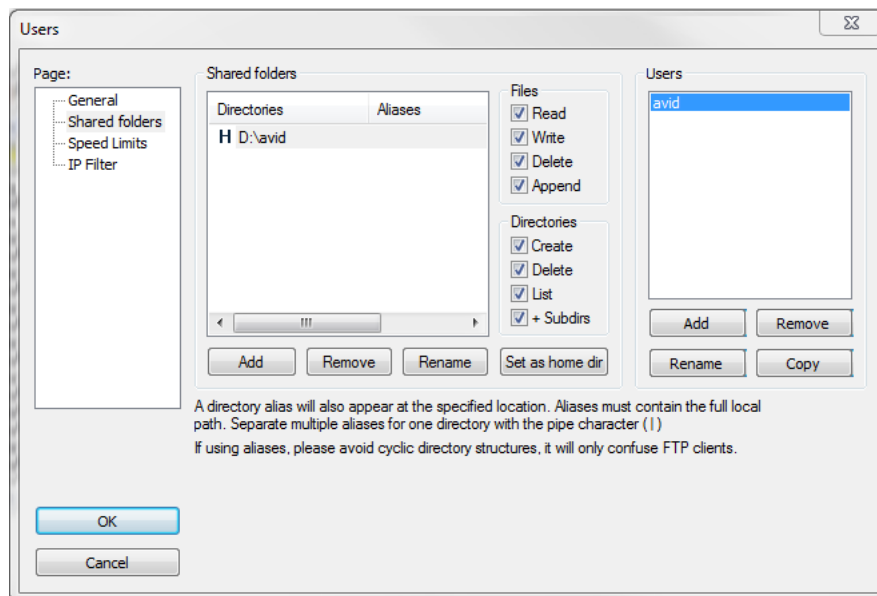 Users
Page:
General
Shared folders
Speed Limits
IP Filter
Shared folders
Directories Aliases
H D:\avid
Add Remove Rename Set as home dir
Files
Read
Write
Delete
Append
Directories
Create
Delete
List
+ Subdirs
Users
avid
Add Remove
Rename Copy
A directory alias will also appear at the specified location. Aliases must contain the full local
path. Separate multiple aliases for one directory with the pipe character ( | )
If using aliases, please avoid cyclic directory structures, it will only confuse FTP clients.
OK
Cancel